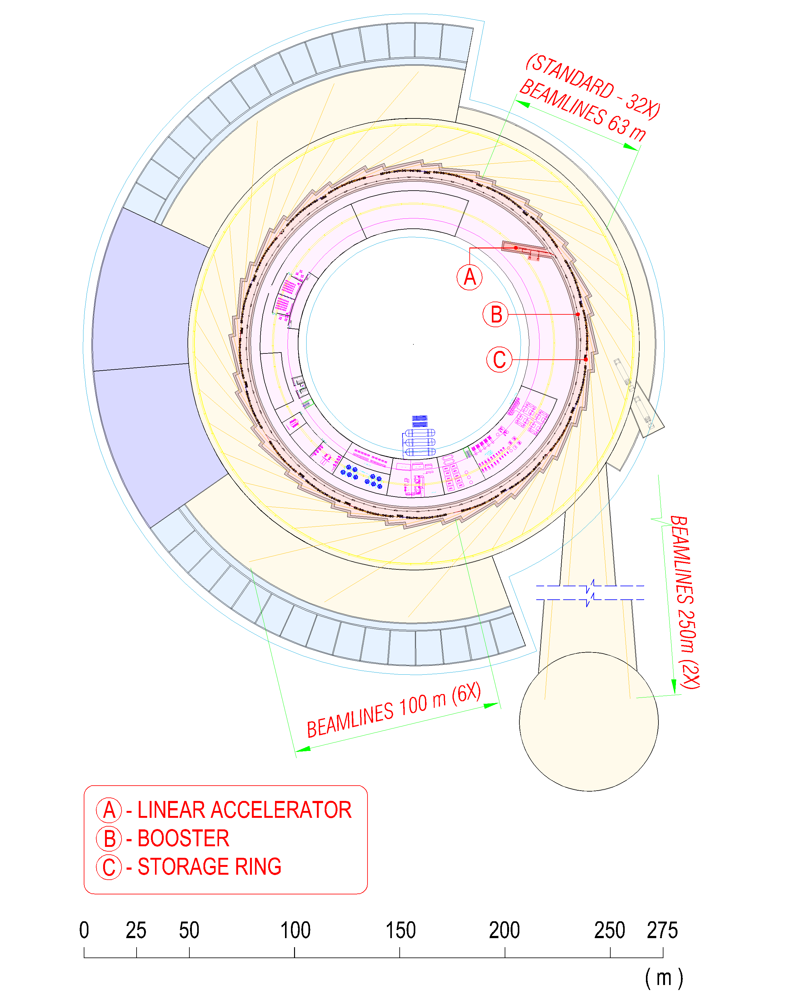 (STANDARD - 32X)
BEAMLINES 63 m
A
B
C
BEAMLINES 250m (2X)
BEAMLINES 100 m (6X)
A - LINEAR ACCELERATOR
B - BOOSTER
C - STORAGE RING
0 25 50 100 150 200 250 275
( m )